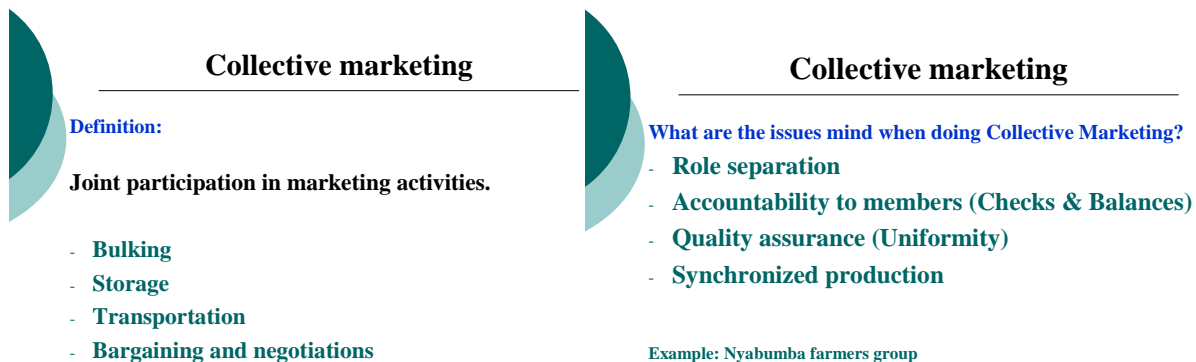 Collective marketing
Definition:
Joint participation in marketing activities.
- Bulking
- Storage
- Transportation
- Bargaining and negotiations
Collective marketing
What are the issues mind when doing Collective Marketing?
- Role separation
- Accountability to members (Checks & Balances)
- Quality assurance (Uniformity)
- Synchronized production
Example: Nyabumba farmers group